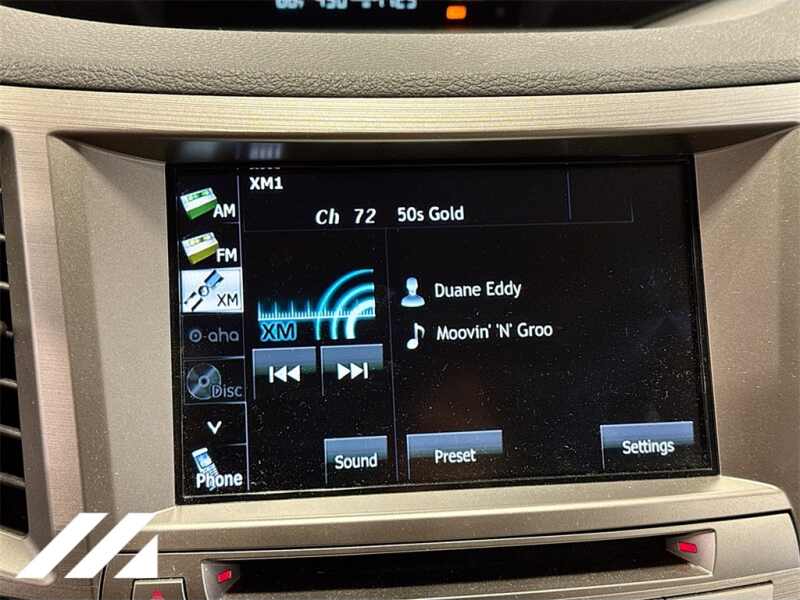 XM1
Ch 72 50s Gold
AM
FM
XM
aha
Disc
Phone
XM
Duane Eddy
Moovin' 'N' Groo
Sound
Preset
Settings